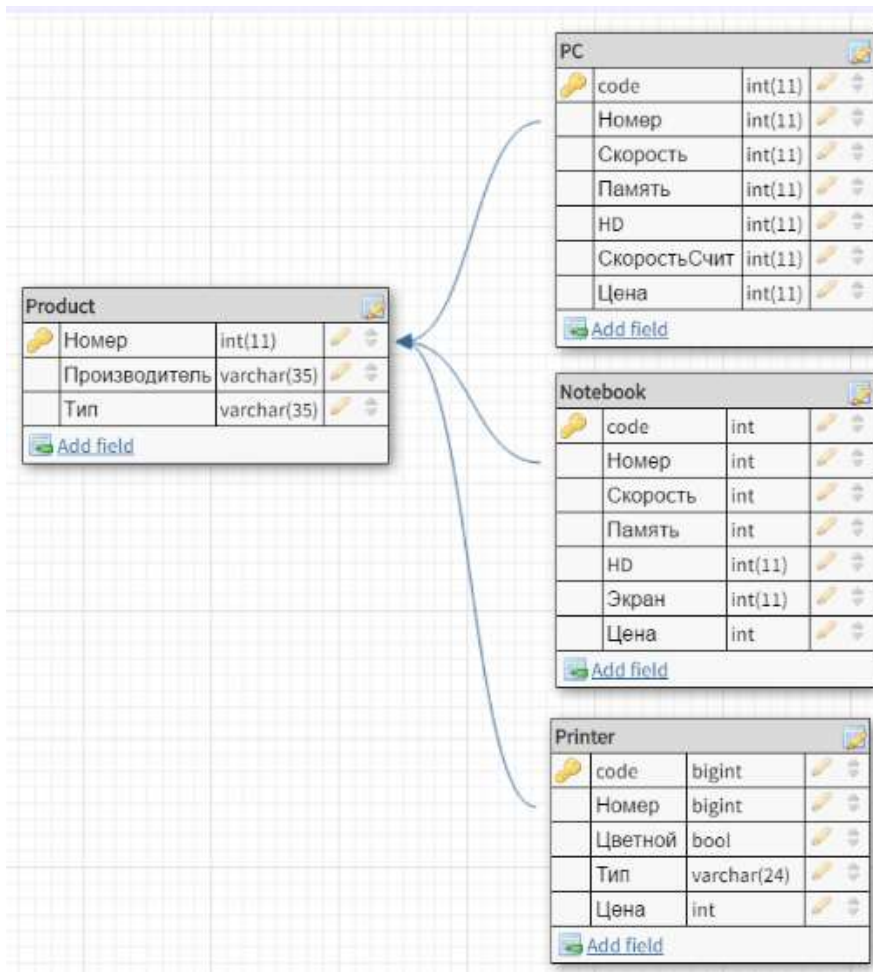 PC
code int(11)
Номер int(11)
Скорость int(11)
Память int(11)
HD int(11)
СкоростьСчит int(11)
Цена int(11)
Add field
Product
Номер int(11)
Производитель varchar(35)
Тип varchar(35)
Add field
Notebook
code int
Номер int
Скорость int
Память int
HD int(11)
Экран int(11)
Цена int
Add field
Printer
code bigint
Номер bigint
Цветной bool
Тип varchar(24)
Цена int
Add field